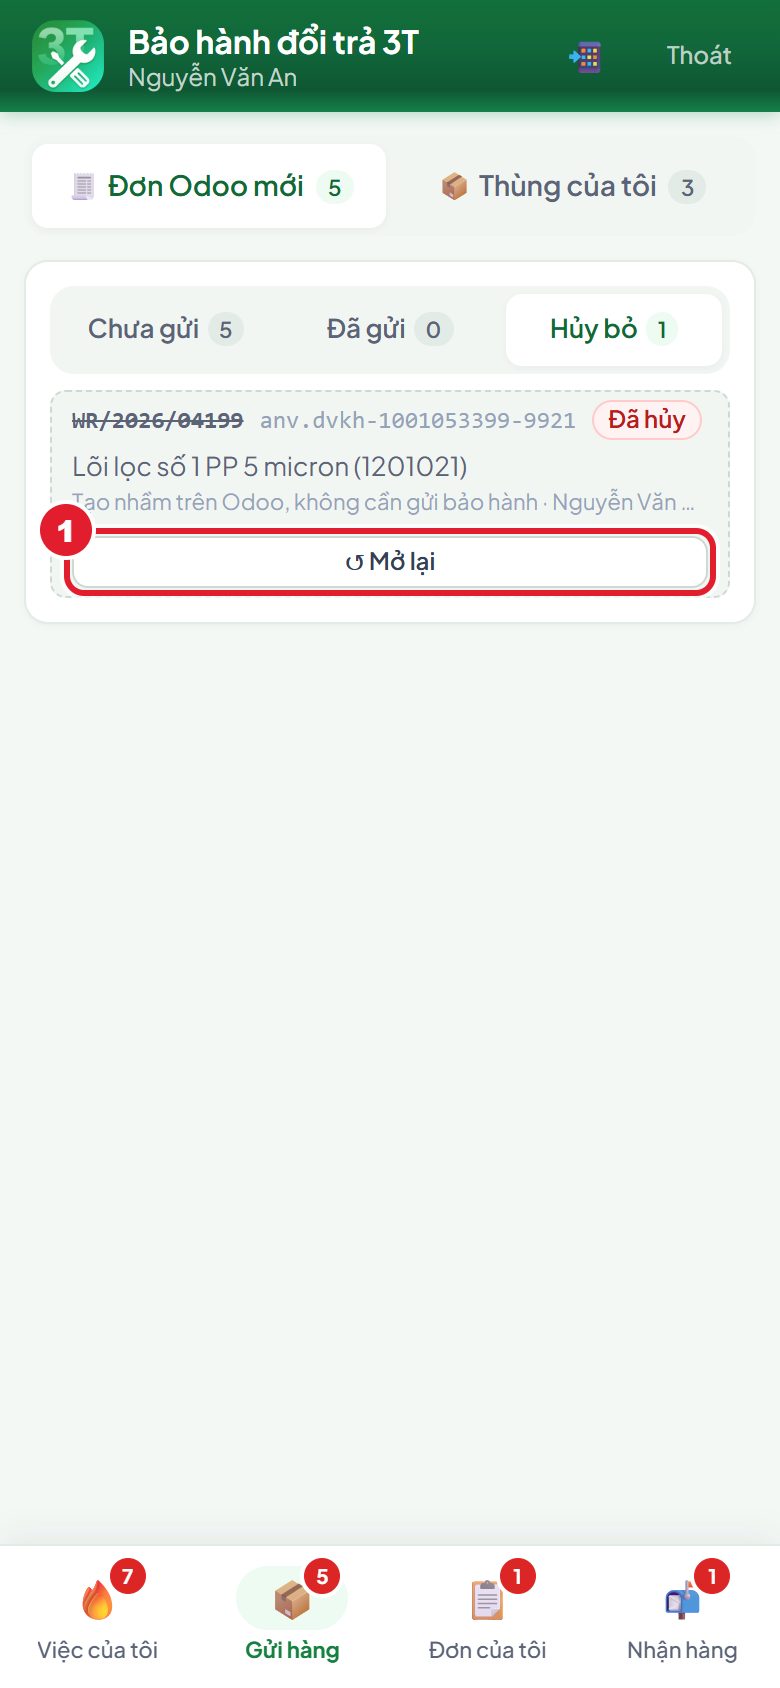 3T
Bảo hành đổi trả 3T
Nguyễn Văn An
Thoát
Đơn Odoo mới 5
Thùng của tôi 3
Chưa gửi 5
Đã gửi 0
Hủy bỏ 1
WR/2026/04199 anv.dvkh-1001053399-9921 Đã hủy
Lõi lọc số 1 PP 5 micron (1201021)
Tạo nhầm trên Odoo, không cần gửi bảo hành · Nguyễn Văn ...
1
↺ Mở lại
7
Việc của tôi
5
Gửi hàng
1
Đơn của tôi
1
Nhận hàng